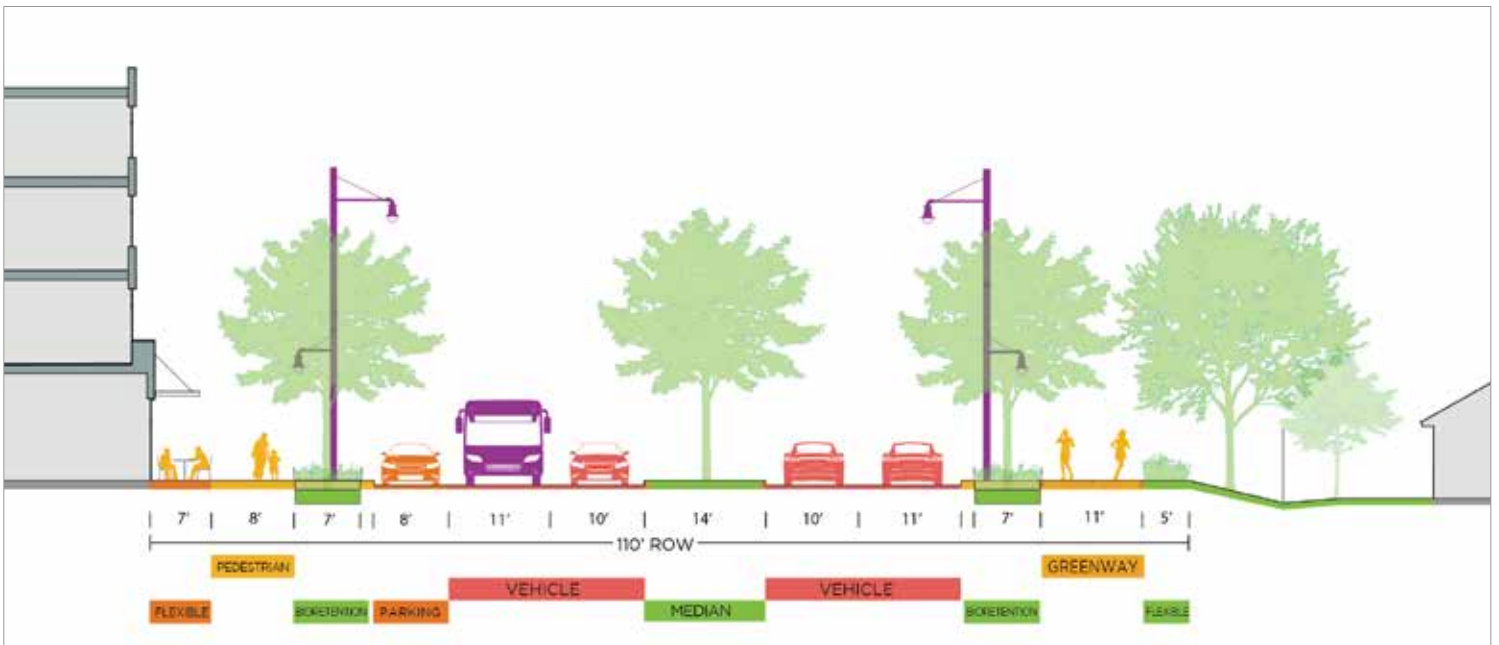 7' 8' 7' 8' 11' 10' 14' 10' 11' 7' 11' 5'
110' ROW
PEDESTRIAN GREENWAY
VEHICLE VEHICLE
FLEXIBLE BIORETENTION PARKING MEDIAN BIORETENTION FLEXIBLE